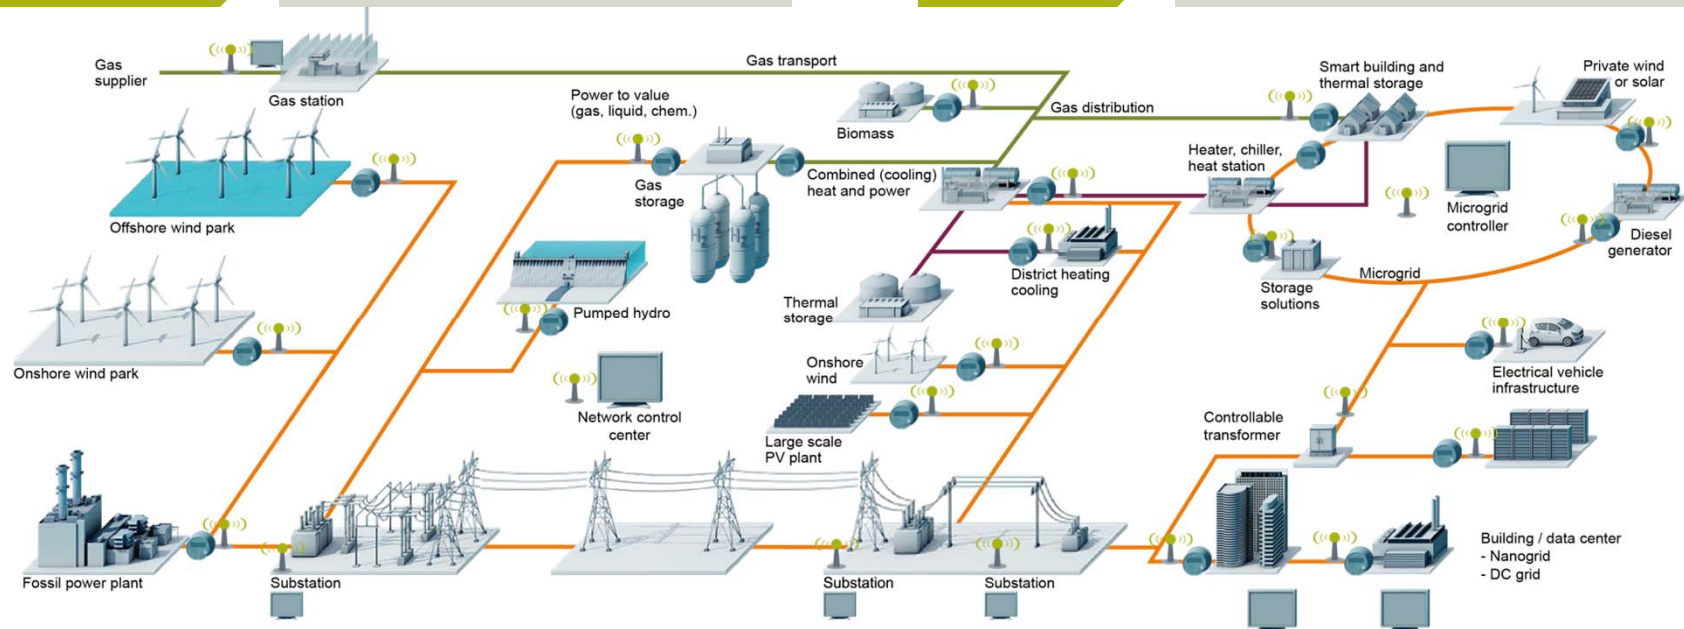 Gas
supplier
Gas station
Gas transport
Power to value
(gas, liquid, chem.)
Biomass
Gas distribution
Smart building and
thermal storage
Private wind
or solar
Offshore wind park
Gas
storage
H2
Combined (cooling)
heat and power
Heater, chiller,
heat station
Microgrid
controller
Diesel
generator
Pumped hydro
District heating
cooling
Thermal
storage
Storage
solutions
Microgrid
Onshore wind park
Network control
center
Onshore
wind
Large scale
PV plant
Electrical vehicle
infrastructure
Controllable
transformer
Fossil power plant
Substation
Substation
Substation
Building / data center
- Nanogrid
- DC grid